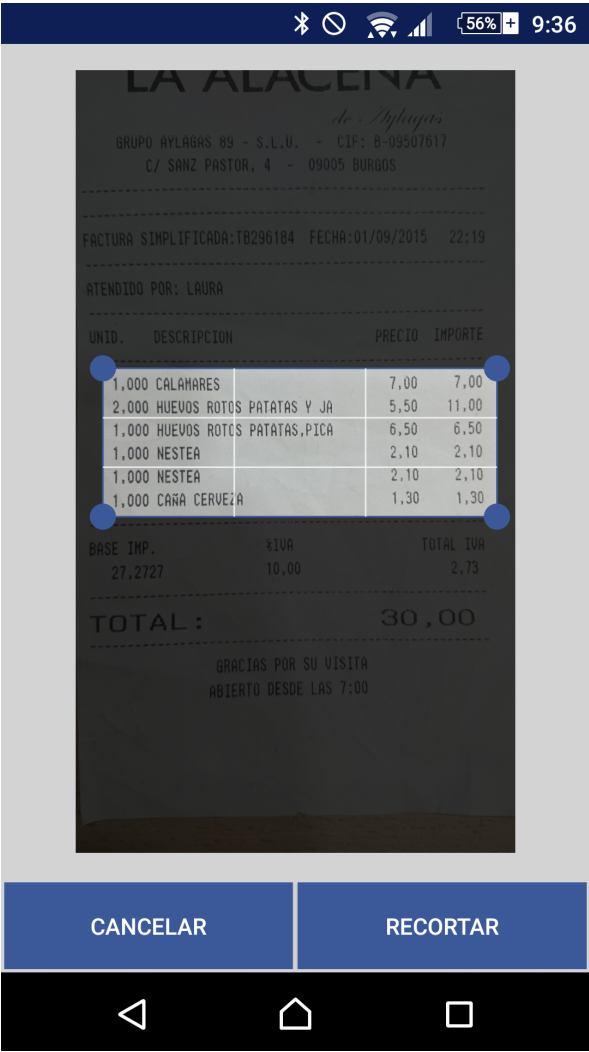 56% 9:36
LA ALACENA
de Aylagas
GRUPO AYLAGAS 89 - S.L.U. - CIF: B-09507617
C/ SANZ PASTOR, 4 - 09005 BURGOS
FACTURA SIMPLIFICADA:TB296184 FECHA:01/09/2015 22:19
ATENDIDO POR: LAURA
UNID. DESCRIPCION PRECIO IMPORTE
1,000 CALAMARES 7,00 7,00
2.000 HUEVOS ROTOS PATATAS Y JA 5,50 11,00
1,000 HUEVOS ROTOS PATATAS,PICA 6,50 6,50
1,000 NESTEA 2,10 2,10
1,000 NESTEA 2,10 2,10
1,000 CAÑA CERVEZA 1,30 1,30
BASE IMP. %IVA TOTAL IVA
27,2727 10,00 2,73
TOTAL: 30,00
GRACIAS POR SU VISITA
ABIERTO DESDE LAS 7:00
CANCELAR RECORTAR